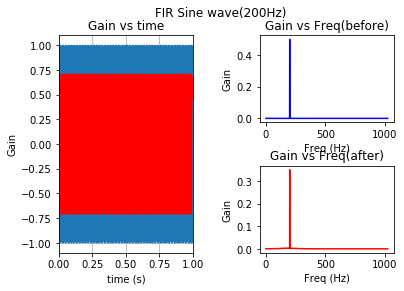 FIR Sine wave(200Hz)
Gain vs time
1.00
0.75
0.50
0.25
0.00
−0.25
−0.50
−0.75
−1.00
Gain
0.00 0.25 0.50 0.75 1.00
time (s)
Gain vs Freq(before)
0.4
0.2
0.0
Gain
0 500 1000
Freq (Hz)
Gain vs Freq(after)
0.3
0.2
0.1
0.0
Gain
0 500 1000
Freq (Hz)